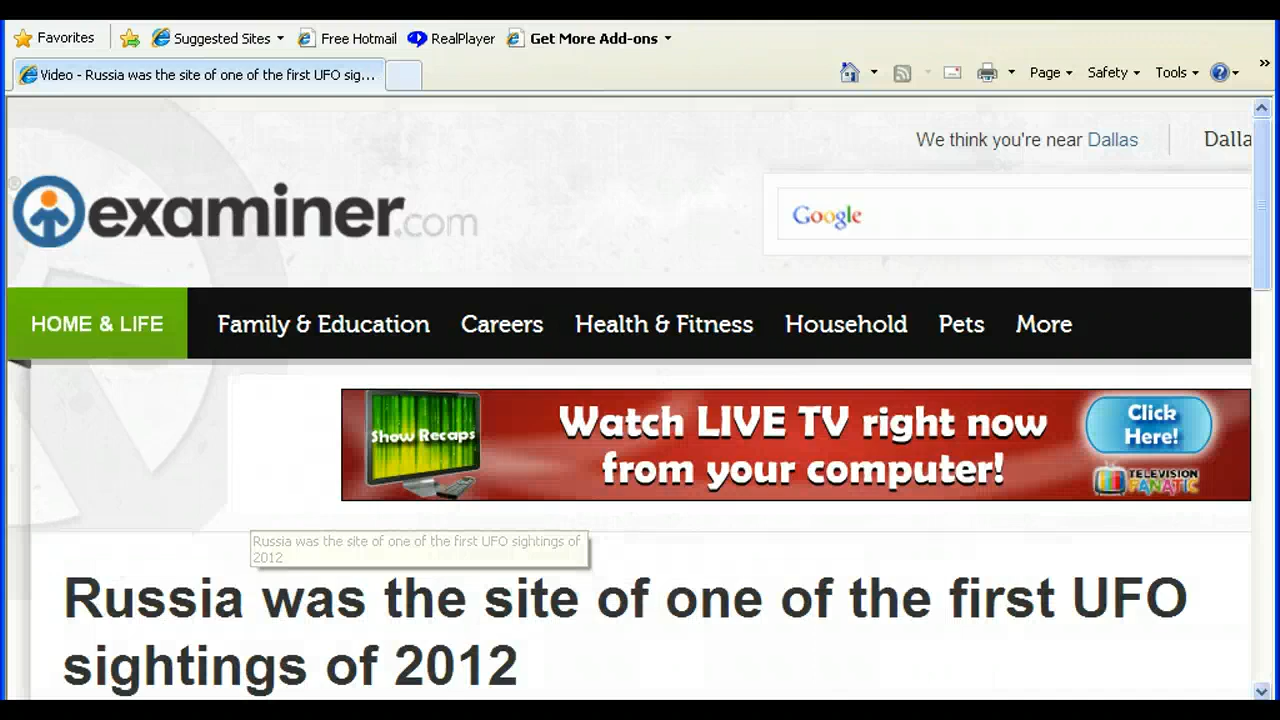 Favorites Suggested Sites Free Hotmail RealPlayer Get More Add-ons
Video - Russia was the site of one of the first UFO sig... Page Safety Tools
We think you're near Dallas Dalla
examiner.com
Google
HOME & LIFE Family & Education Careers Health & Fitness Household Pets More
Show Recaps
Watch LIVE TV right now
from your computer!
Click
Here!
TELEVISION
FANATIC
Russia was the site of one of the first UFO sightings of
2012
Russia was the site of one of the first UFO
sightings of 2012